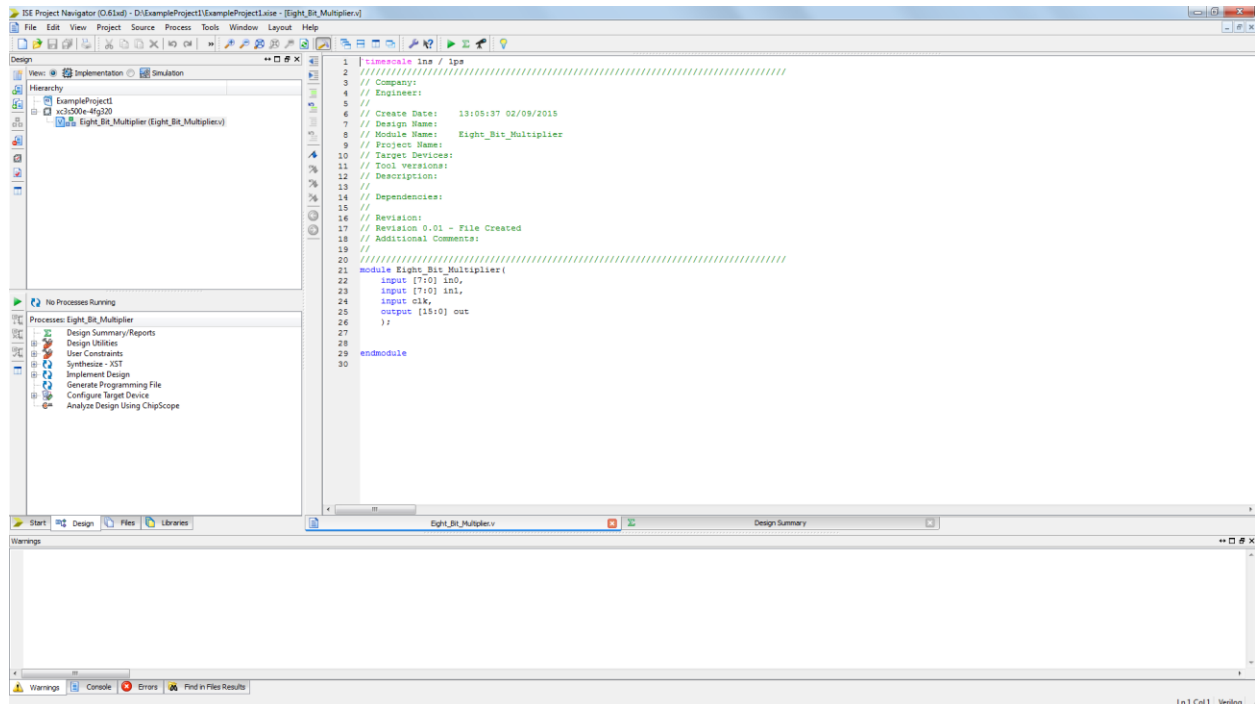 ISE Project Navigator (O.61xd) - D:\ExampleProject1\ExampleProject1.xise - [Eight_Bit_Multiplier.v]
File Edit View Project Source Process Tools Window Layout Help
Design
View: Implementation Simulation
Hierarchy
ExampleProject1
xc3s500e-4fg320
Eight_Bit_Multiplier (Eight_Bit_Multiplier.v)
No Processes Running
Processes: Eight_Bit_Multiplier
Design Summary/Reports
Design Utilities
User Constraints
Synthesize - XST
Implement Design
Generate Programming File
Configure Target Device
Analyze Design Using ChipScope
Start Design Files Libraries
1 `timescale 1ns / 1ps
2 //////////////////////////////////////////////////////////////////////////////////
3 // Company:
4 // Engineer:
5 //
6 // Create Date: 13:05:37 02/09/2015
7 // Design Name:
8 // Module Name: Eight_Bit_Multiplier
9 // Project Name:
10 // Target Devices:
11 // Tool versions:
12 // Description:
13 //
14 // Dependencies:
15 //
16 // Revision:
17 // Revision 0.01 - File Created
18 // Additional Comments:
19 //
20 //////////////////////////////////////////////////////////////////////////////////
21 module Eight_Bit_Multiplier(
22 input [7:0] in0,
23 input [7:0] in1,
24 input clk,
25 output [15:0] out
26 );
27
28
29 endmodule
30
Eight_Bit_Multiplier.v Design Summary
Warnings
Warnings Console Errors Find in Files Results
Ln 1 Col 1 Verilog